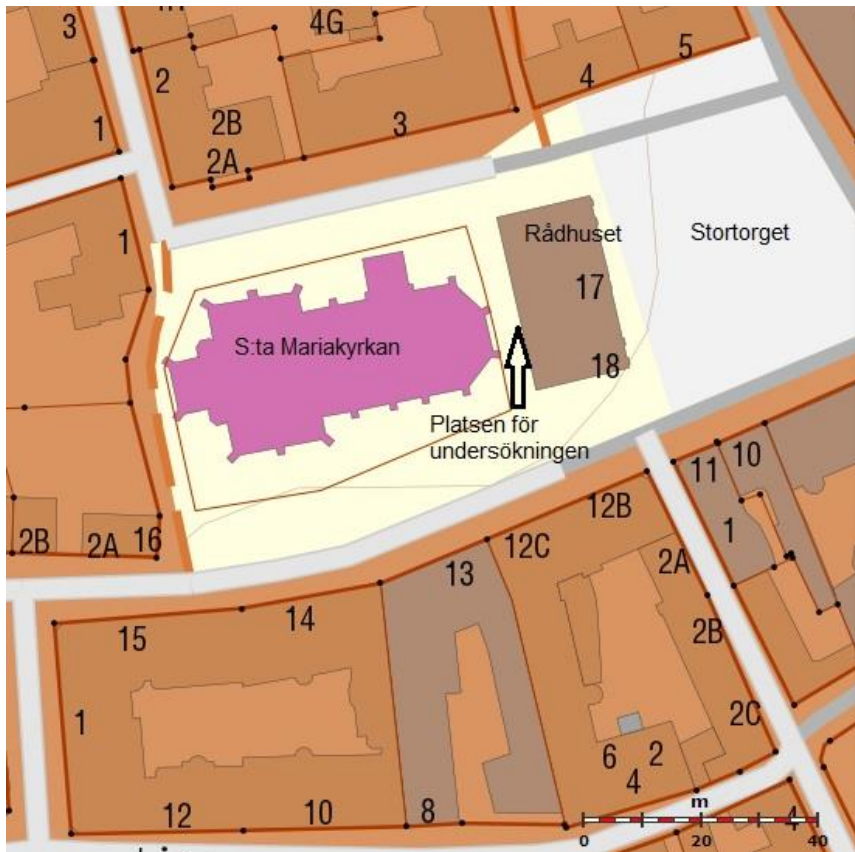 3
4G
5
2
4
2B
3
1
2A
Rådhuset
Stortorget
1
17
S:ta Mariakyrkan
18
Platsen för
undersökningen
10
11
12B
2B
2A
16
12C
1
13
2A
14
15
2B
1
2C
6
2
4
12
10
8
m
4
0
20
40